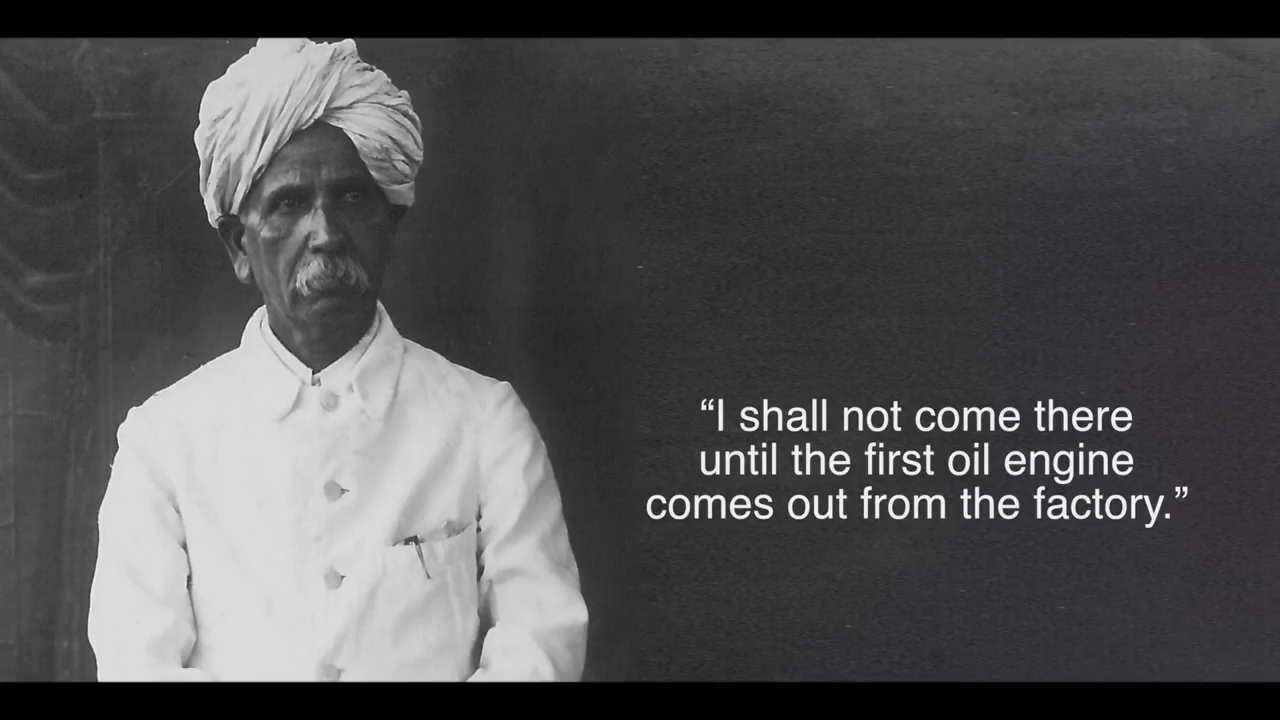 “I shall not come there
until the first oil engine
comes out from the factory.”